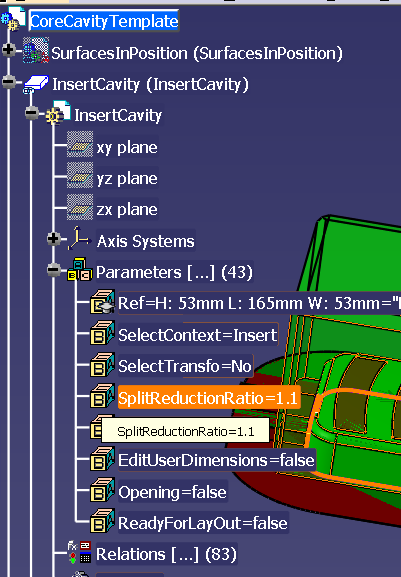 CoreCavityTemplate
SurfacesInPosition (SurfacesInPosition)
InsertCavity (InsertCavity)
InsertCavity
xy plane
yz plane
zx plane
Axis Systems
Parameters [...] (43)
Ref=H: 53mm L: 165mm W: 53mm="
SelectContext=Insert
SelectTransfo=No
SplitReductionRatio=1.1
SplitReductionRatio=1.1
EditUserDimensions=false
Opening=false
ReadyForLayOut=false
Relations [...] (83)